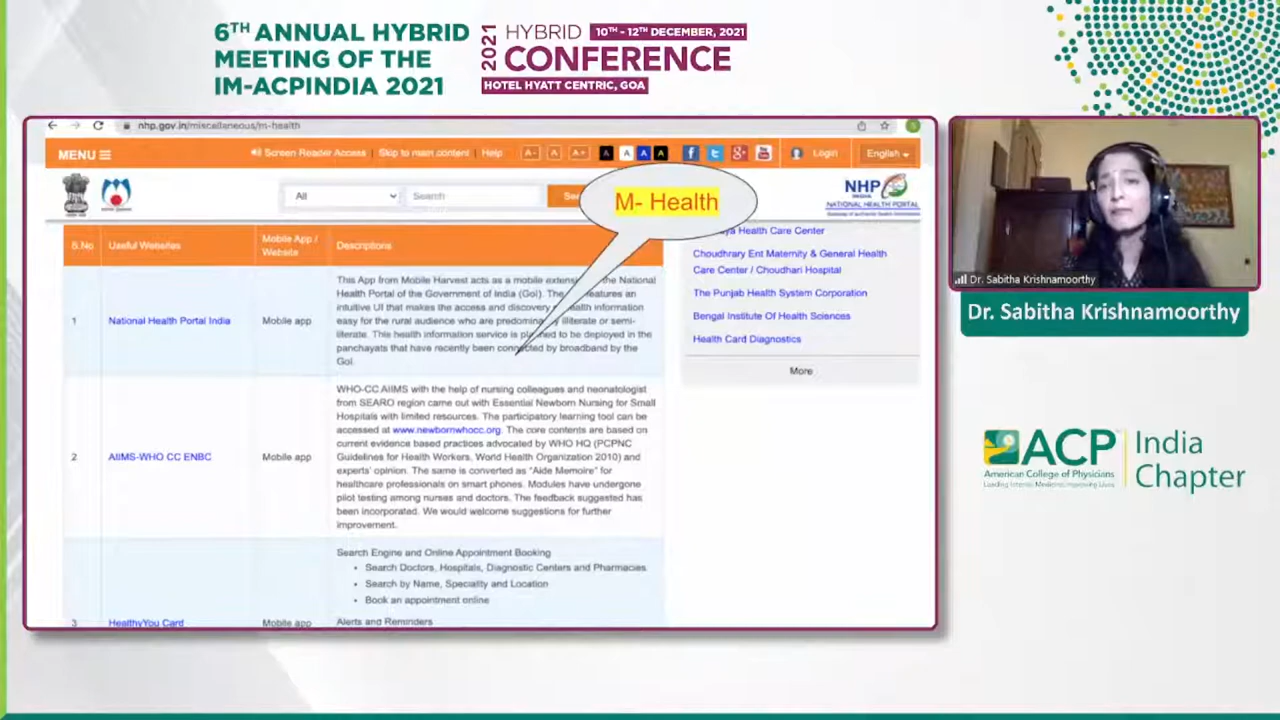 6TH ANNUAL HYBRID
MEETING OF THE
IM-ACPINDIA 2021
2021
HYBRID 10TH - 12TH DECEMBER, 2021
CONFERENCE
HOTEL HYATT CENTRIC, GOA
nhp.gov.in/miscellaneous/m-health
MENU
Screen Reader Access | Skip to main content | Help
A- A A+ A A A A
Login
English
All
Search
NHP
NATIONAL HEALTH PORTAL
M- Health
S.No
Useful Websites
Mobile App /
Website
Descriptions
1
National Health Portal India
Mobile app
This App from Mobile Harvest acts as a mobile of the National
Health Portal of the Government of India (GoI). The features an
intuitive UI that makes the access and discovery information
easy for the rural audience who are illiterate or semi-
literate. This health information service is to be deployed in the
panchayats that have recently been connected by broadband by the
GoI.
2
AIIMS-WHO CC ENBC
Mobile app
WHO-CC AIIMS with the help of nursing colleagues and neonatologist
from SEARO region came out with Essential Newborn Nursing for Small
Hospitals with limited resources. The participatory learning tool can be
accessed at www.newbornwhocc.org. The core contents are based on
current evidence based practices advocated by WHO HQ (PCPNC
Guidelines for Health Workers, World Health Organization 2010) and
experts' opinion. The same is converted as "Aide Memoire" for
healthcare professionals on smart phones. Modules have undergone
pilot testing among nurses and doctors. The feedback suggested has
been incorporated. We would welcome suggestions for further
improvement.
3
HealthyYou Card
Mobile app
Search Engine and Online Appointment Booking
• Search Doctors, Hospitals, Diagnostic Centers and Pharmacies
• Search by Name, Speciality and Location
• Book an appointment online
Alerts and Reminders
Health Care Center
Choudhrary Ent Maternity & General Health
Care Center / Choudhari Hospital
The Punjab Health System Corporation
Bengal Institute Of Health Sciences
Health Card Diagnostics
More
Dr. Sabitha Krishnamoorthy
Dr. Sabitha Krishnamoorthy
ACP
American College of Physicians
Leading Internal Medicine, Improving Lives
India
Chapter